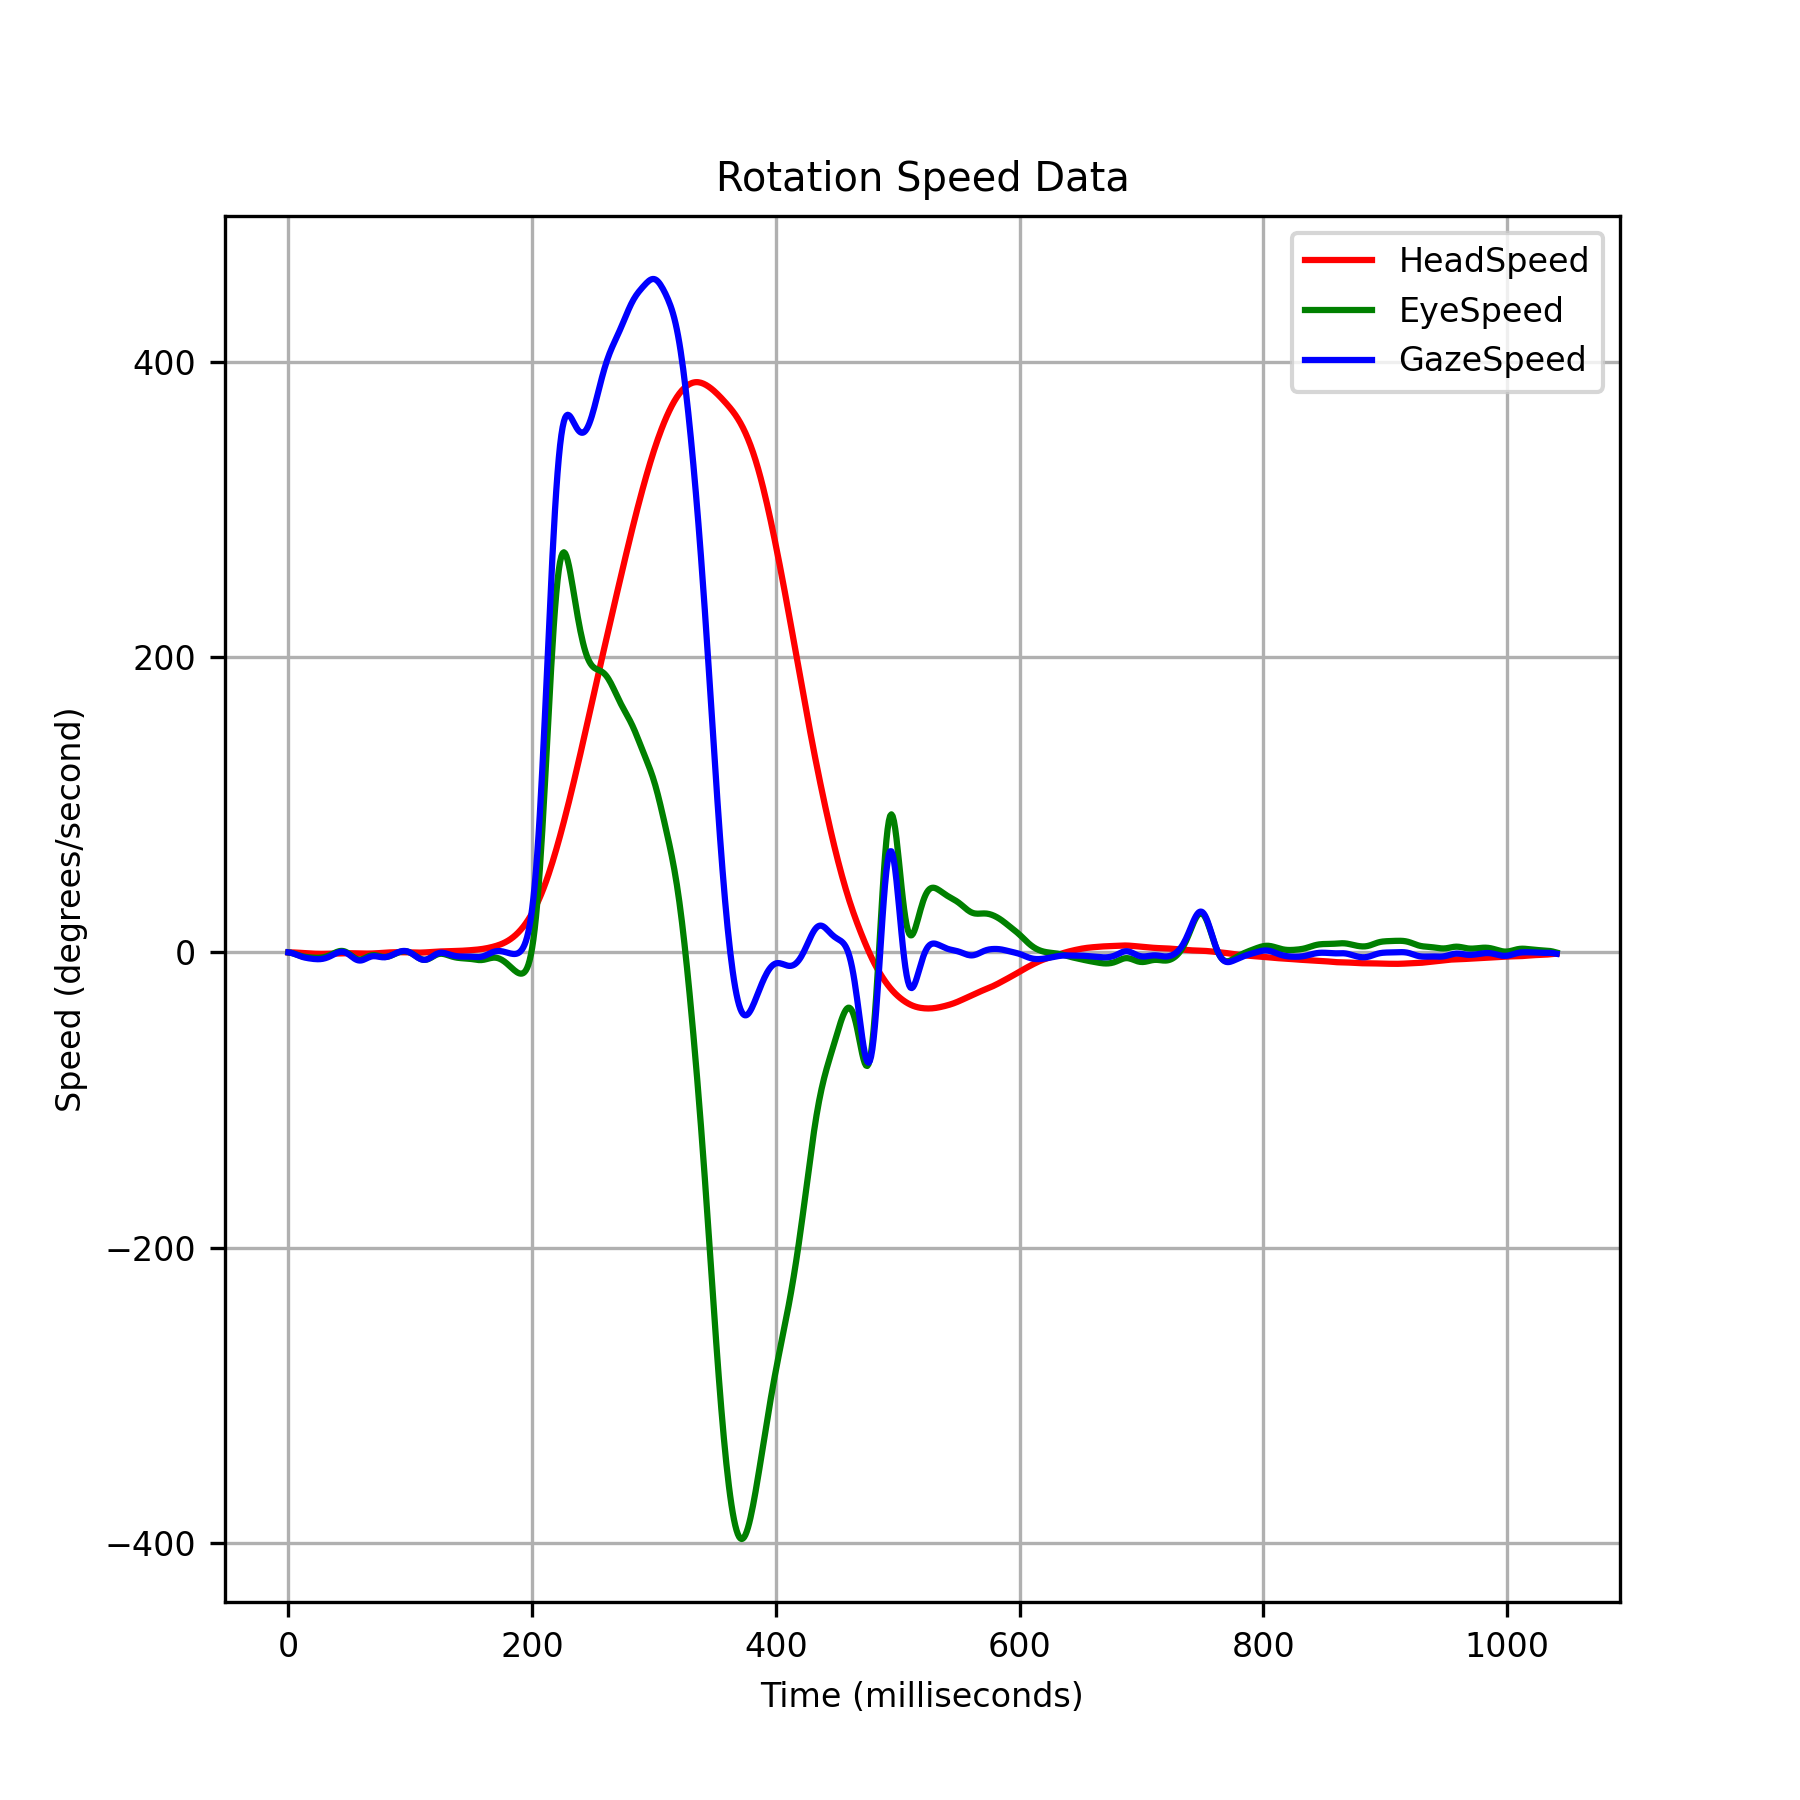 Rotation Speed Data
HeadSpeed
EyeSpeed
GazeSpeed
400
200
0
−200
−400
Speed (degrees/second)
0 200 400 600 800 1000
Time (milliseconds)